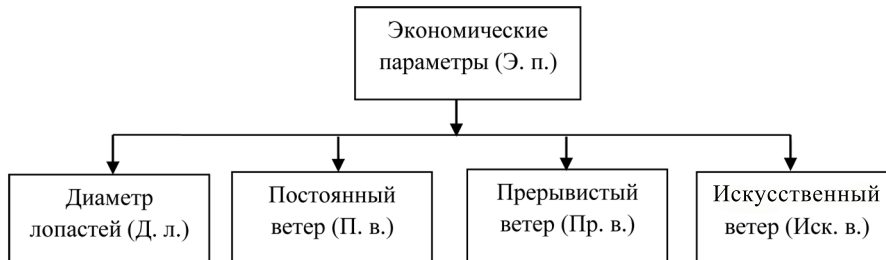 Экономические
параметры (Э. п.)
Диаметр
лопастей (Д. л.)
Постоянный
ветер (П. в.)
Прерывистый
ветер (Пр. в.)
Искусственный
ветер (Иск. в.)